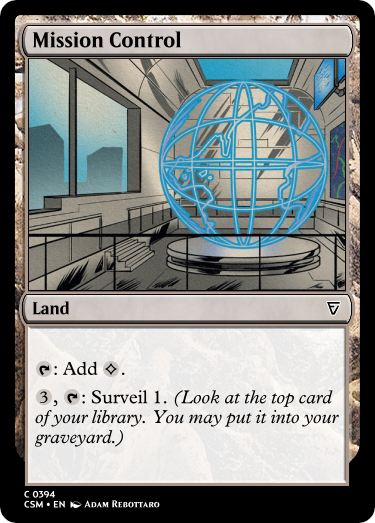 Mission Control
Land
: Add .
3, : Surveil 1. (Look at the top card
of your library. You may put it into your
graveyard.)
C 0394
CSM • EN Adam Rebottaro